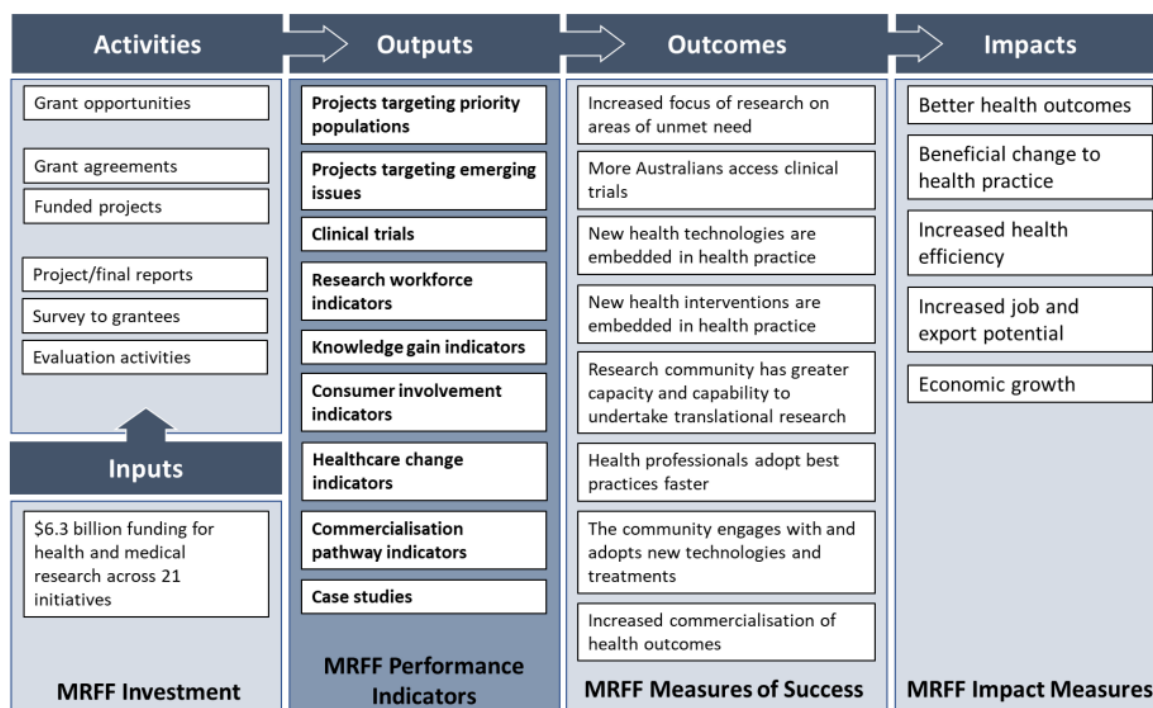 Activities
Grant opportunities
Grant agreements
Funded projects
Project/final reports
Survey to grantees
Evaluation activities
Inputs
$6.3 billion funding for
health and medical
research across 21
initiatives
MRFF Investment
Outputs
Projects targeting priority
populations
Projects targeting emerging
issues
Clinical trials
Research workforce
indicators
Knowledge gain indicators
Consumer involvement
indicators
Healthcare change
indicators
Commercialisation
pathway indicators
Case studies
MRFF Performance
Indicators
Outcomes
Increased focus of research on
areas of unmet need
More Australians access clinical
trials
New health technologies are
embedded in health practice
New health interventions are
embedded in health practice
Research community has greater
capacity and capability to
undertake translational research
Health professionals adopt best
practices faster
The community engages with and
adopts new technologies and
treatments
Increased commercialisation of
health outcomes
MRFF Measures of Success
Impacts
Better health outcomes
Beneficial change to
health practice
Increased health
efficiency
Increased job and
export potential
Economic growth
MRFF Impact Measures